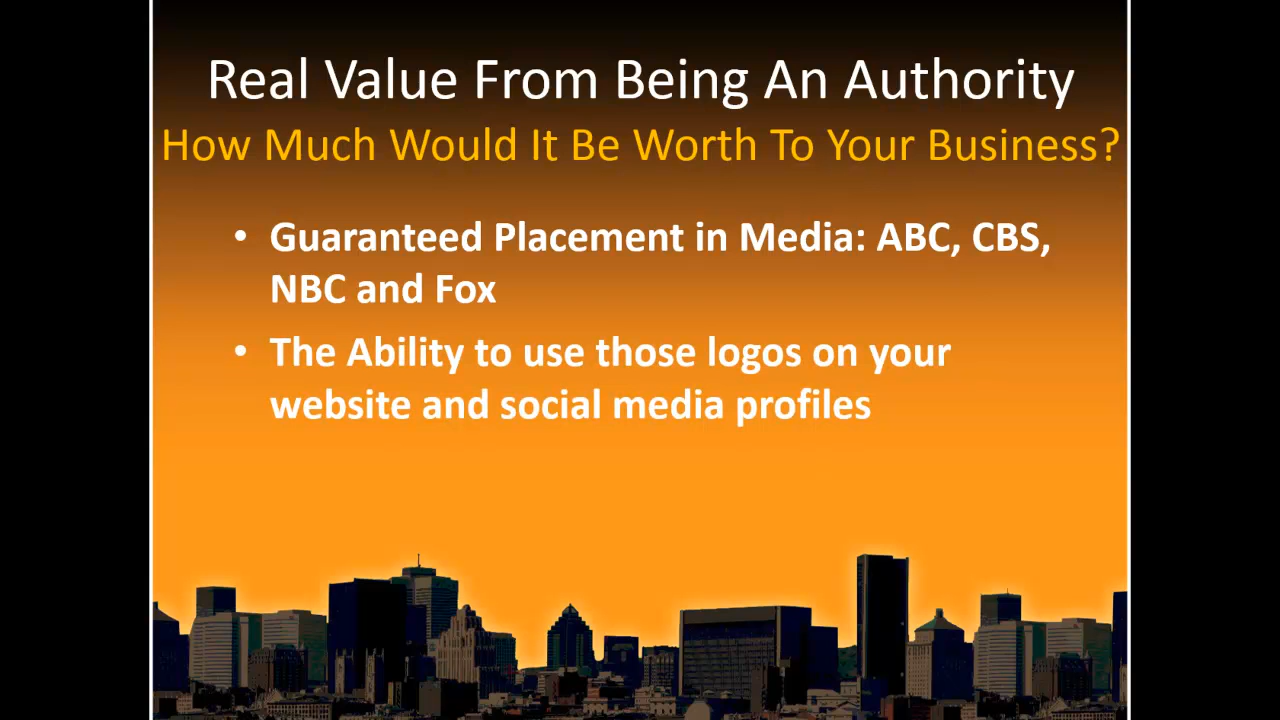 Real Value From Being An Authority
How Much Would It Be Worth To Your Business?
• Guaranteed Placement in Media: ABC, CBS,
NBC and Fox
• The Ability to use those logos on your
website and social media profiles